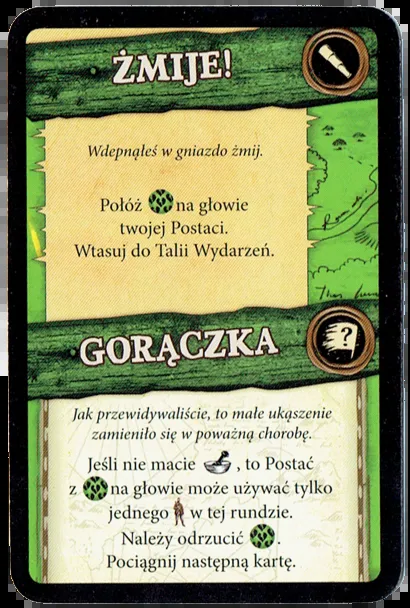 ŻMIJE!
Wdepnąłeś w gniazdo żmij.
Połóż na głowie
twojej Postaci.
Wtasuj do Talii Wydarzeń.
GORĄCZKA
?
Jak przewidywaliście, to małe ukąszenie
zamieniło się w poważną chorobę.
Jeśli nie macie , to Postać
z na głowie może używać tylko
jednego w tej rundzie.
Należy odrzucić .
Pociągnij następną kartę.